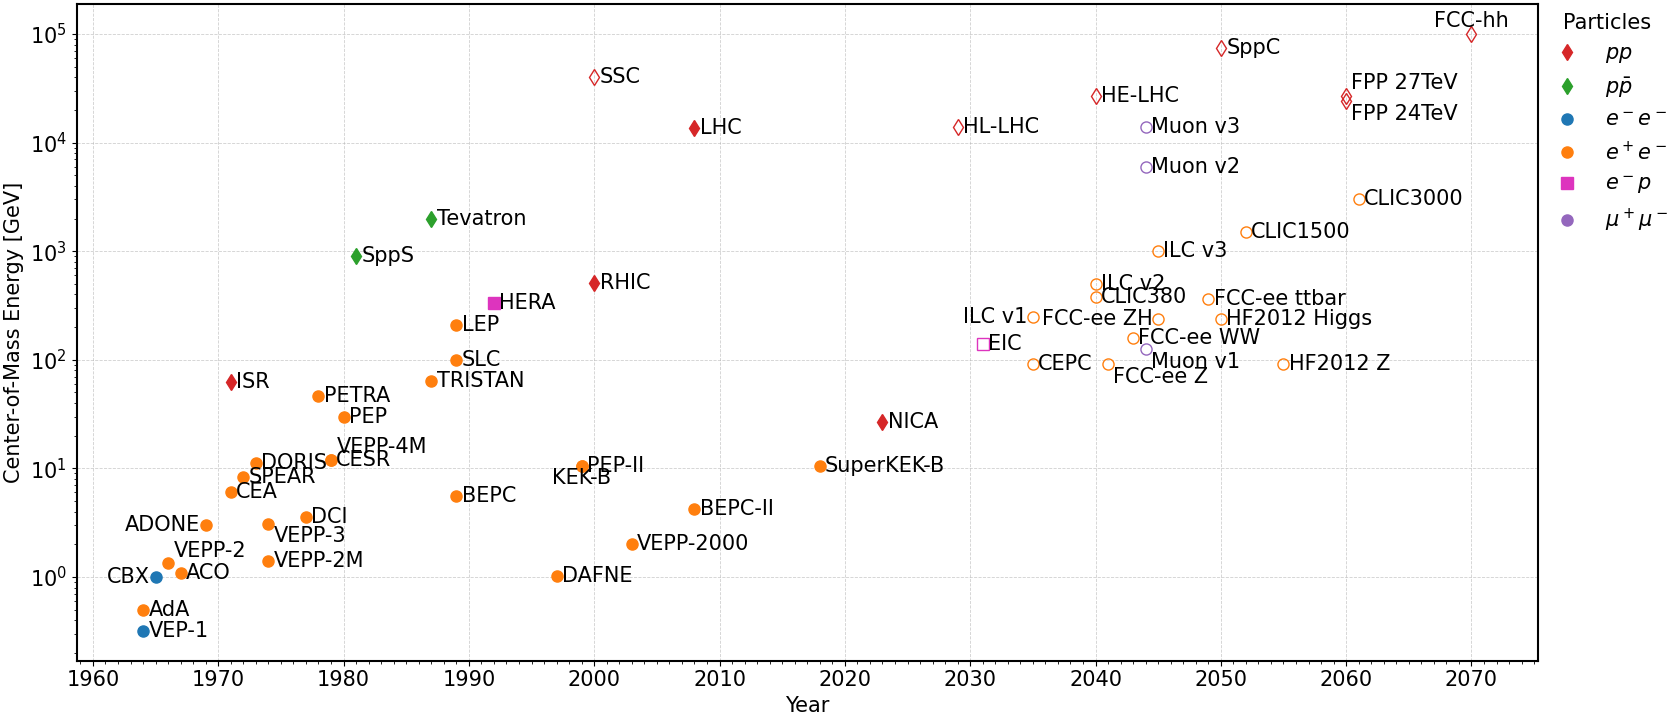 FCC-hh
Particles
10⁵
SppC
pp
SSC
FPP 27TeV
pp̄
HE-LHC
FPP 24TeV
LHC
HL-LHC
Muon v3
e⁻e⁻
10⁴
Muon v2
e⁺e⁻
CLIC3000
e⁻p
Tevatron
CLIC1500
μ⁺μ⁻
10³
SppS
ILC v3
RHIC
ILC v2
HERA
CLIC380
FCC-ee ttbar
LEP
ILC v1
FCC-ee ZH
HF2012 Higgs
EIC
FCC-ee WW
10²
SLC
CEPC
Muon v1
HF2012 Z
ISR
TRISTAN
FCC-ee Z
PETRA
PEP
NICA
VEPP-4M
DORIS
CESR
10¹
PEP-II
SuperKEK-B
SPEAR
KEK-B
CEA
BEPC
BEPC-II
ADONE
DCI
VEPP-3
VEPP-2
VEPP-2000
VEPP-2M
10⁰
CBX
ACO
DAFNE
AdA
VEP-1
Center-of-Mass Energy [GeV]
1960 1970 1980 1990 2000 2010 2020 2030 2040 2050 2060 2070
Year